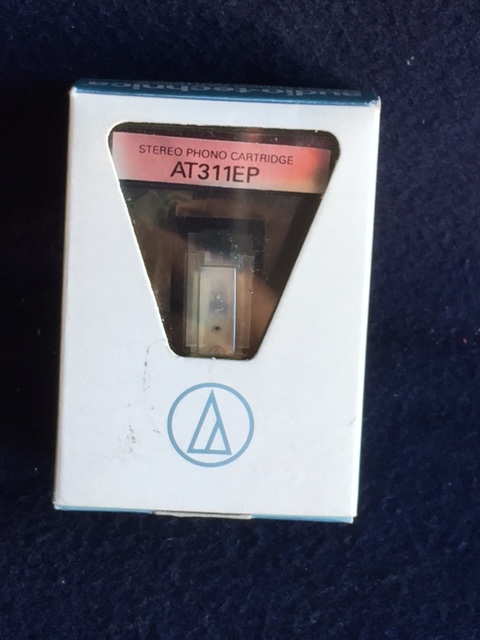 audio-technica
STEREO PHONO CARTRIDGE
AT311EP